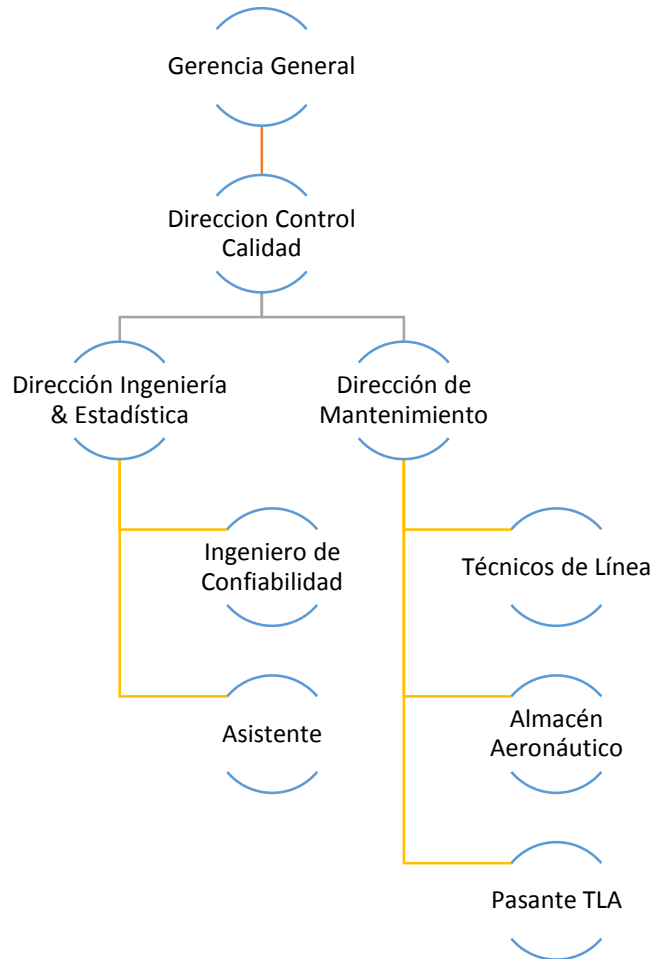 Gerencia General
Direccion Control
Calidad
Dirección Ingeniería
& Estadística
Dirección de
Mantenimiento
Ingeniero de
Confiabilidad
Técnicos de Línea
Asistente
Almacén
Aeronáutico
Pasante TLA